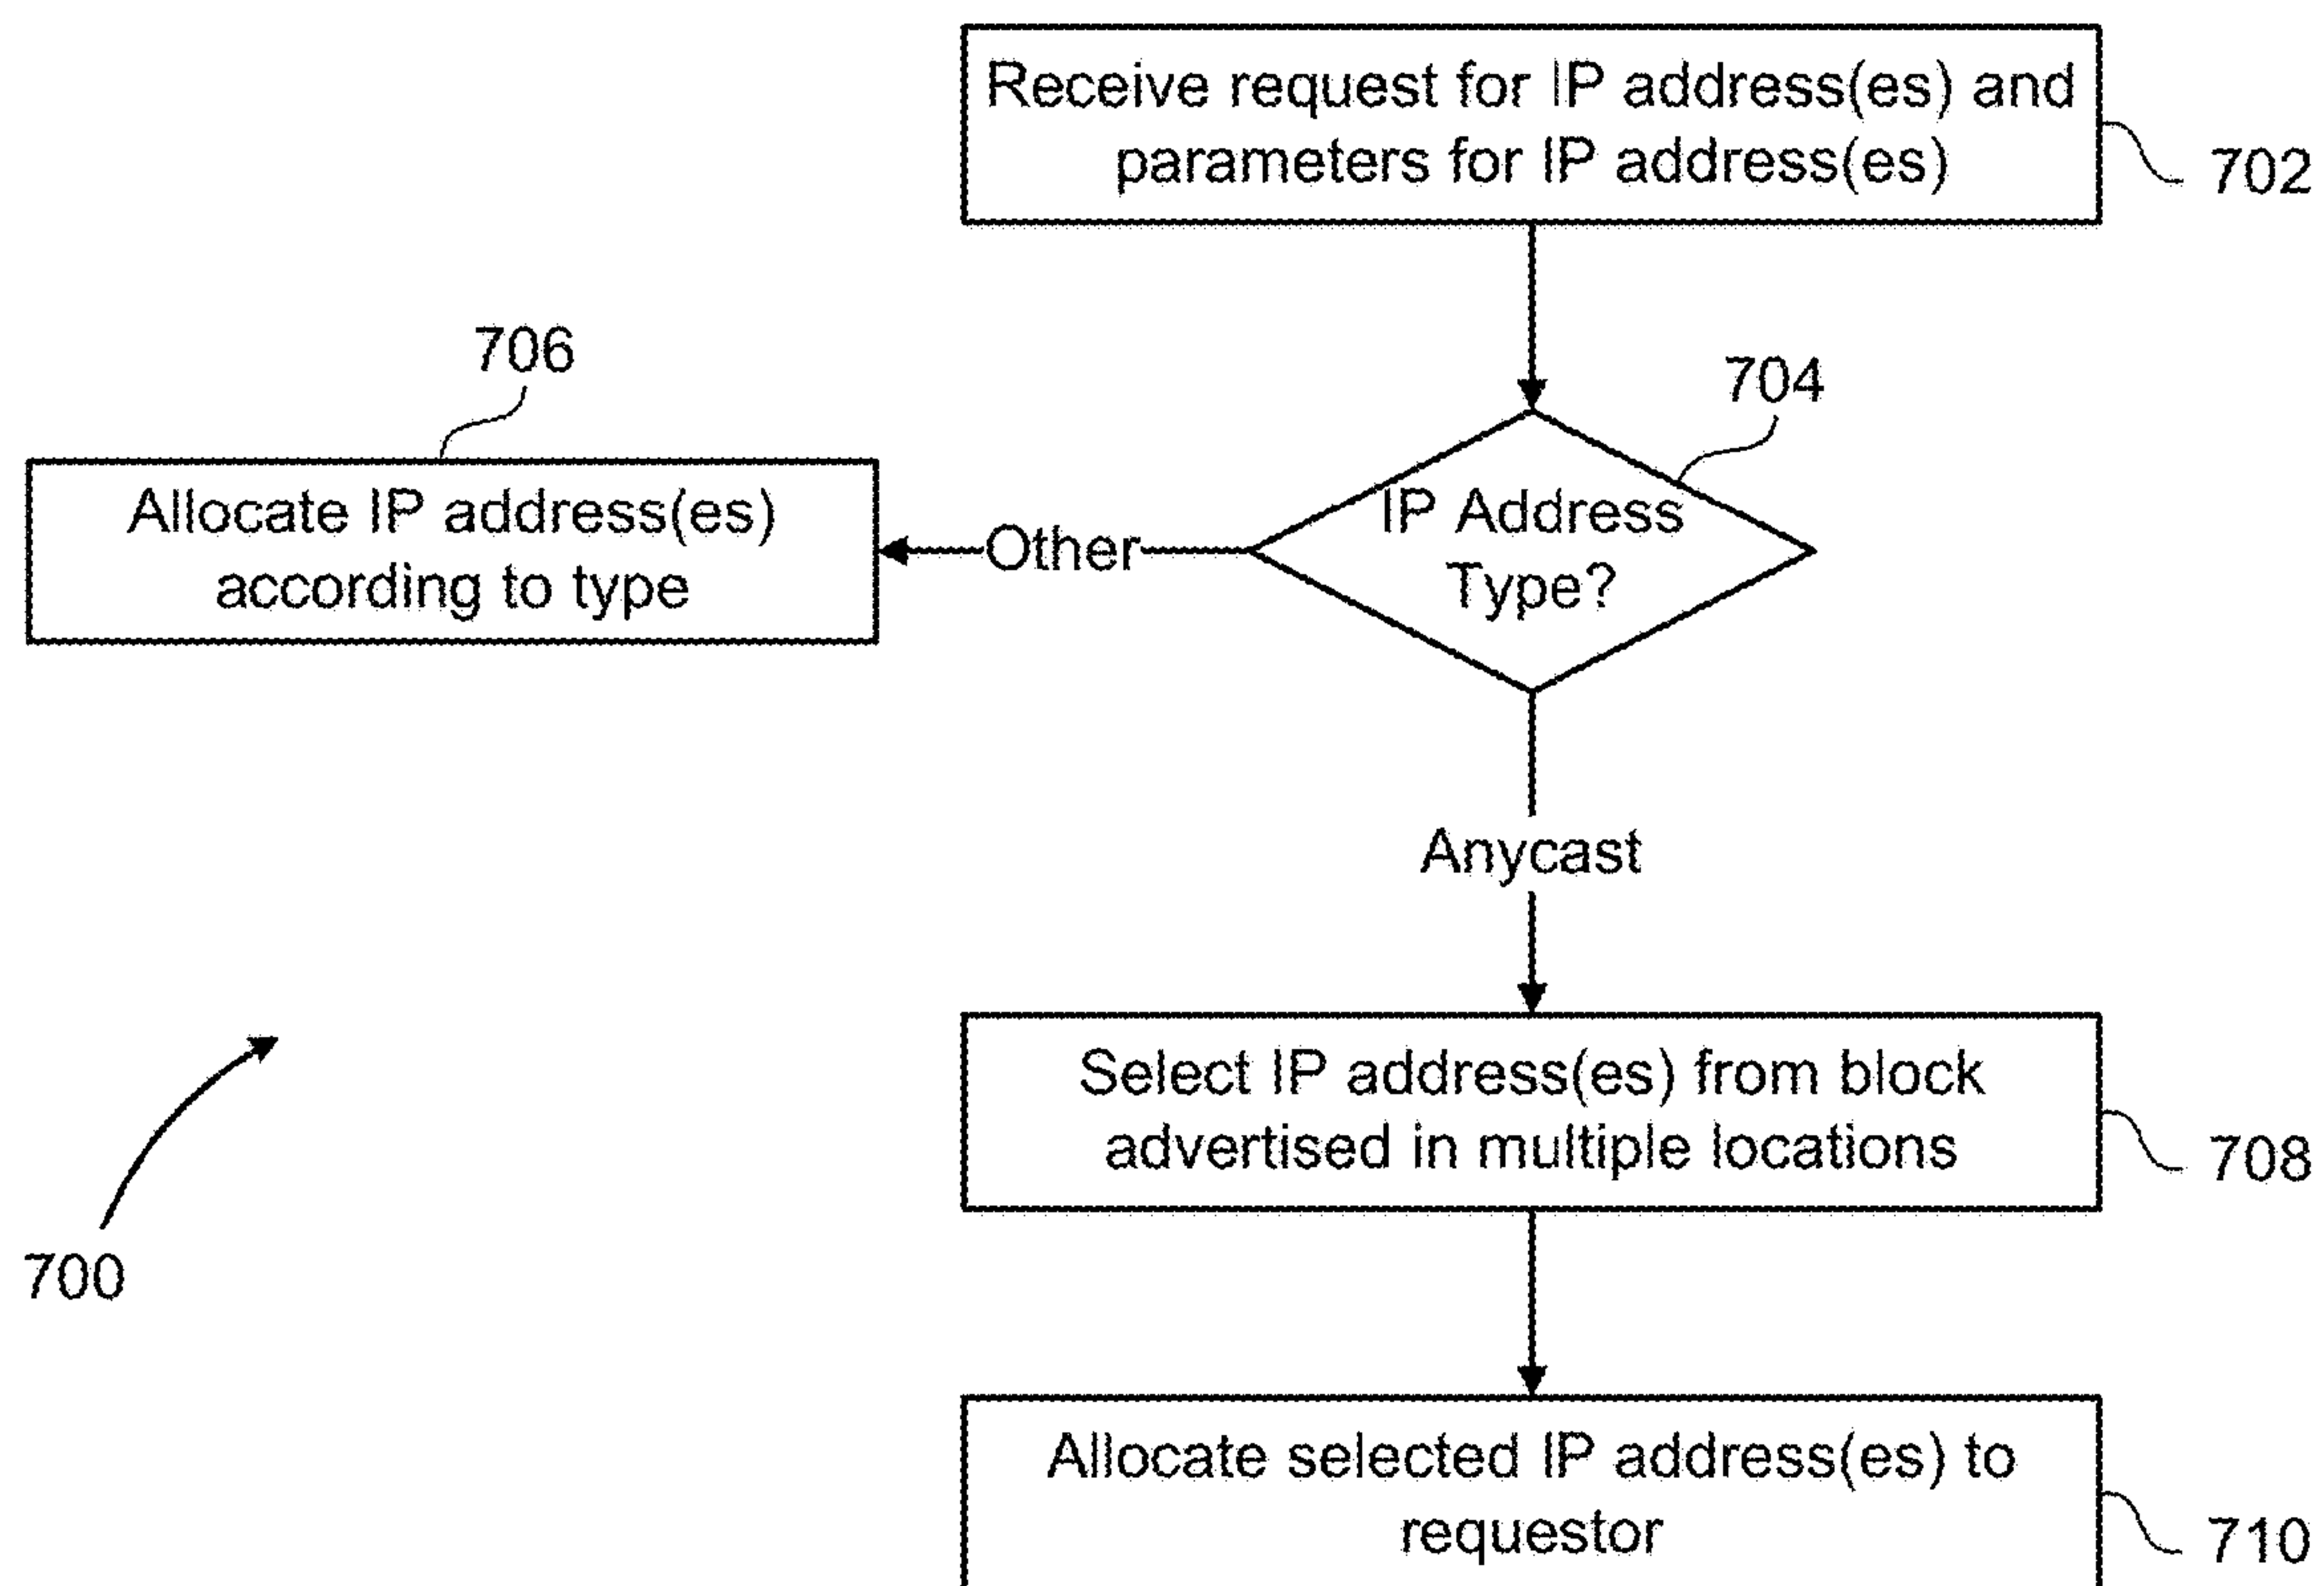 Receive request for IP address(es) and
parameters for IP address(es)
702
706
704
Allocate IP address(es)
according to type
Other
IP Address
Type?
Anycast
Select IP address(es) from block
advertised in multiple locations
708
700
Allocate selected IP address(es) to
requestor
710